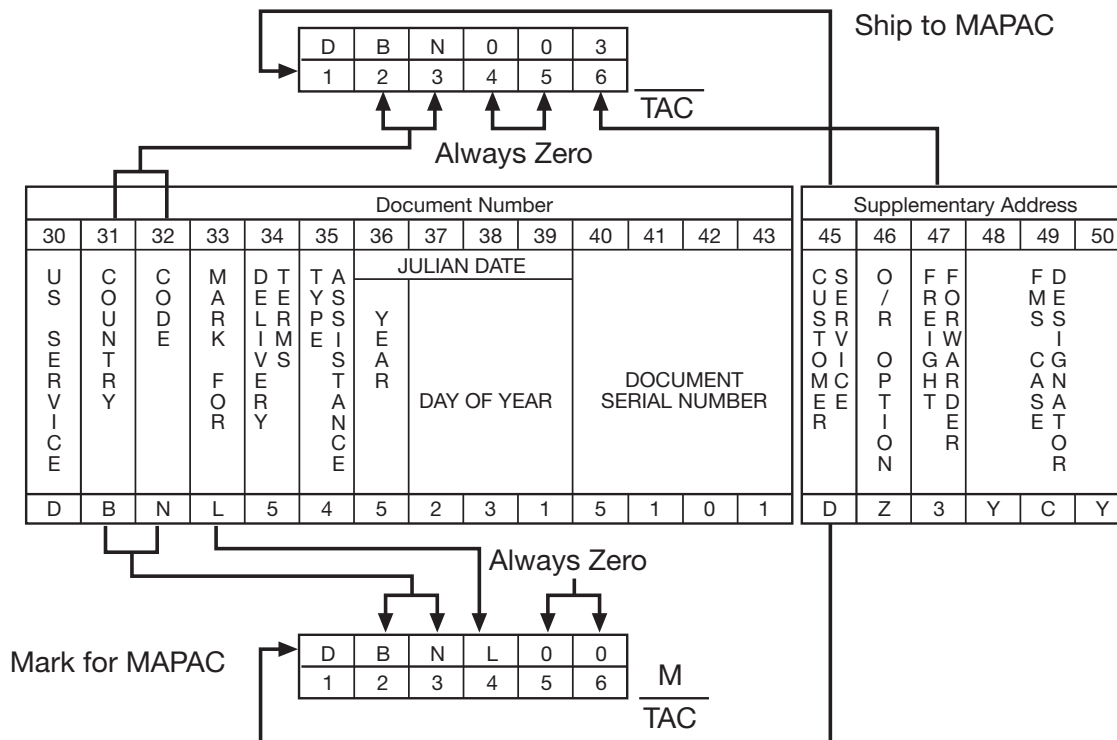 Ship to MAPAC
D B N 0 0 3
1 2 3 4 5 6
TAC
Always Zero
Document Number
Supplementary Address
30 31 32 33 34 35 36 37 38 39 40 41 42 43
45 46 47 48 49 50
US SERVICE
COUNTRY
CODE
MARK FOR
DELIVERY
TERMS
TYPE
ASSISTANCE
JULIAN DATE
YEAR
DAY OF YEAR
DOCUMENT
SERIAL NUMBER
CUSTOMER
SERVICE
O/R OPTION
FREIGHT
FORWARDER
FMS CASE
DESIGNATOR
D B N L 5 4 5 2 3 1 5 1 0 1
D Z 3 Y C Y
Always Zero
Mark for MAPAC
D B N L 0 0
1 2 3 4 5 6
M
TAC